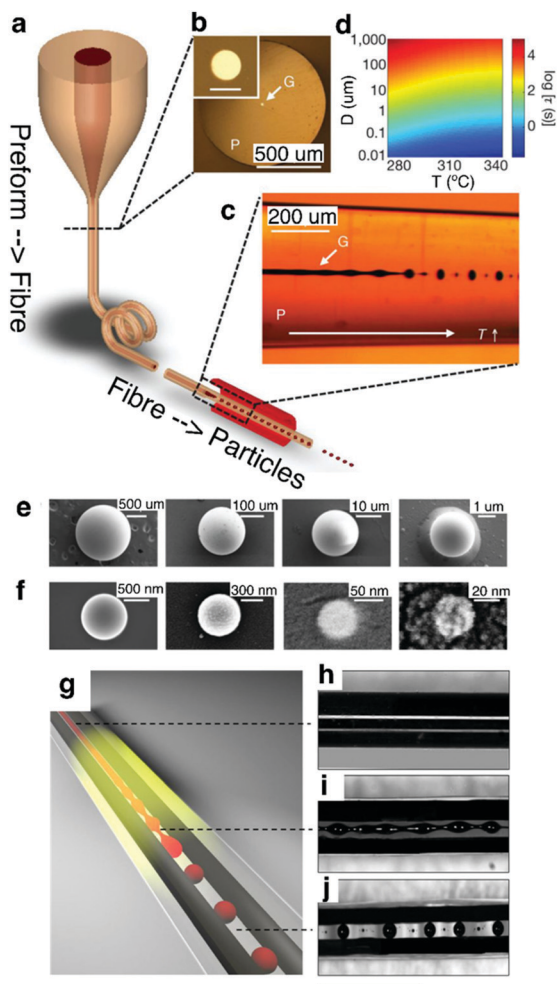 a
Preform --> Fibre
Fibre --> Particles
b
G
P
500 um
c
200 um
G
P
T ↑
d
D (um)
1,000
100
10
1
0.1
0.01
280
310
340
T (ºC)
4
2
0
log [τ (s)]
e
500 um
100 um
10 um
1 um
f
500 nm
300 nm
50 nm
20 nm
g
h
i
j